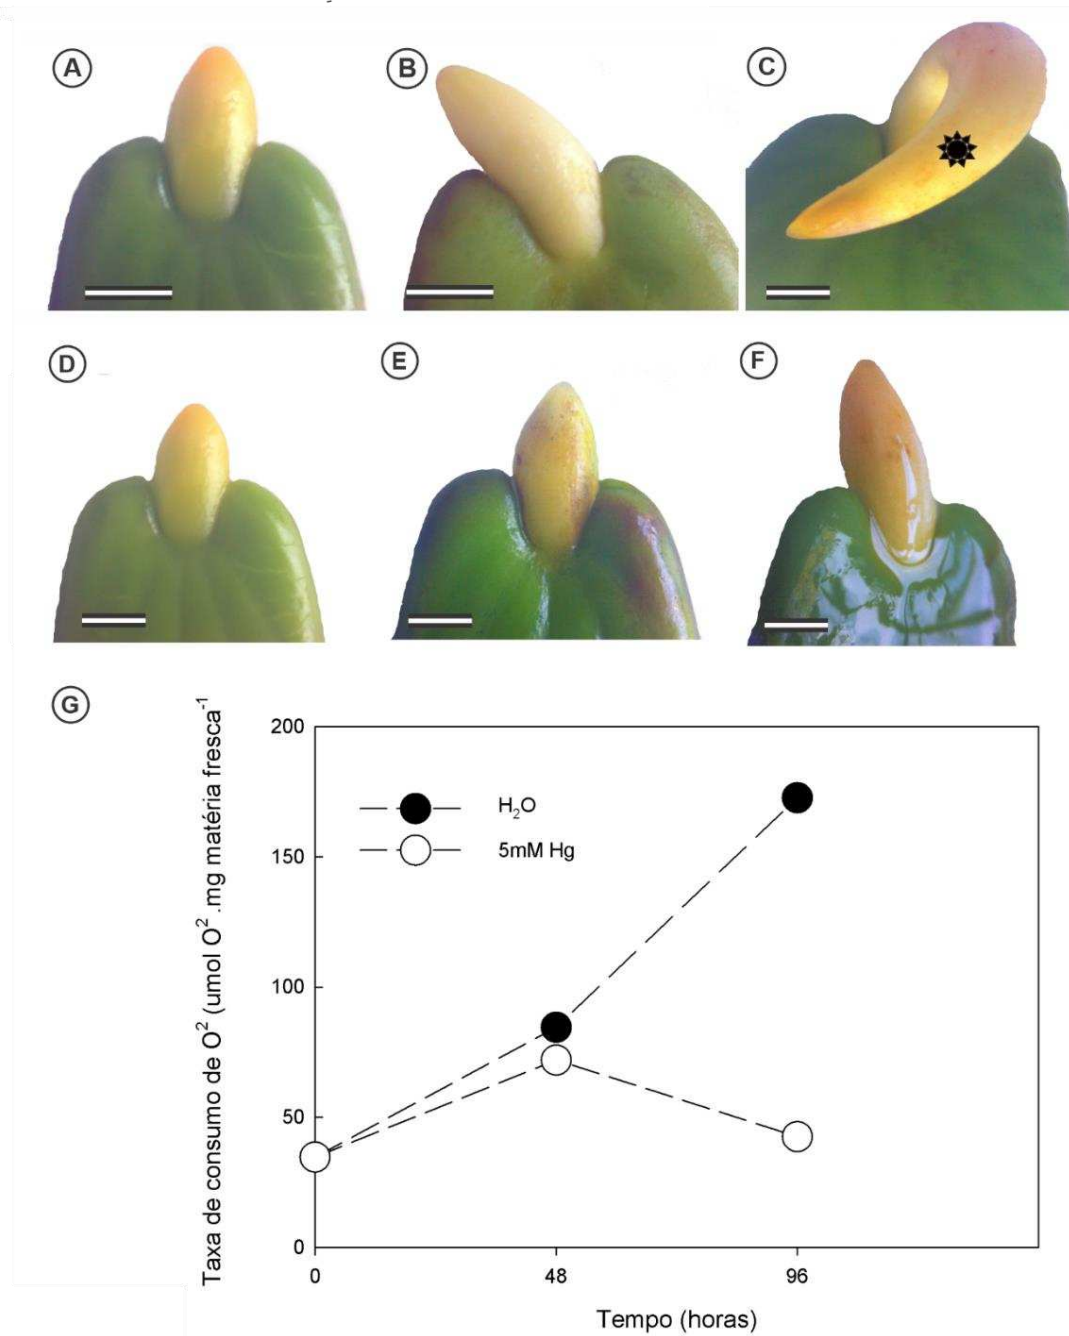 A
B
C
D
E
F
G
Taxa de consumo de O² (umol O² .mg matéria fresca⁻¹
200
150
100
50
0
H₂O
5mM Hg
0
48
96
Tempo (horas)